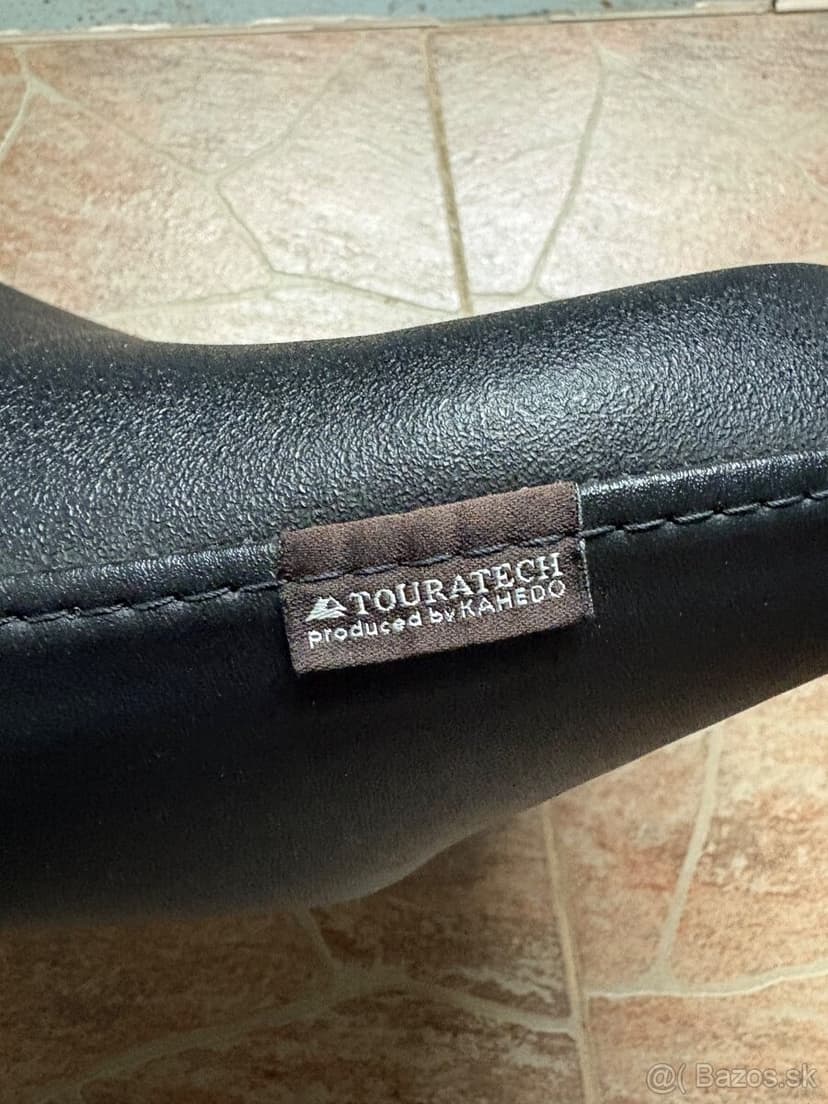 TOURATECH
produced by KAHEDO
@( Bazos.sk